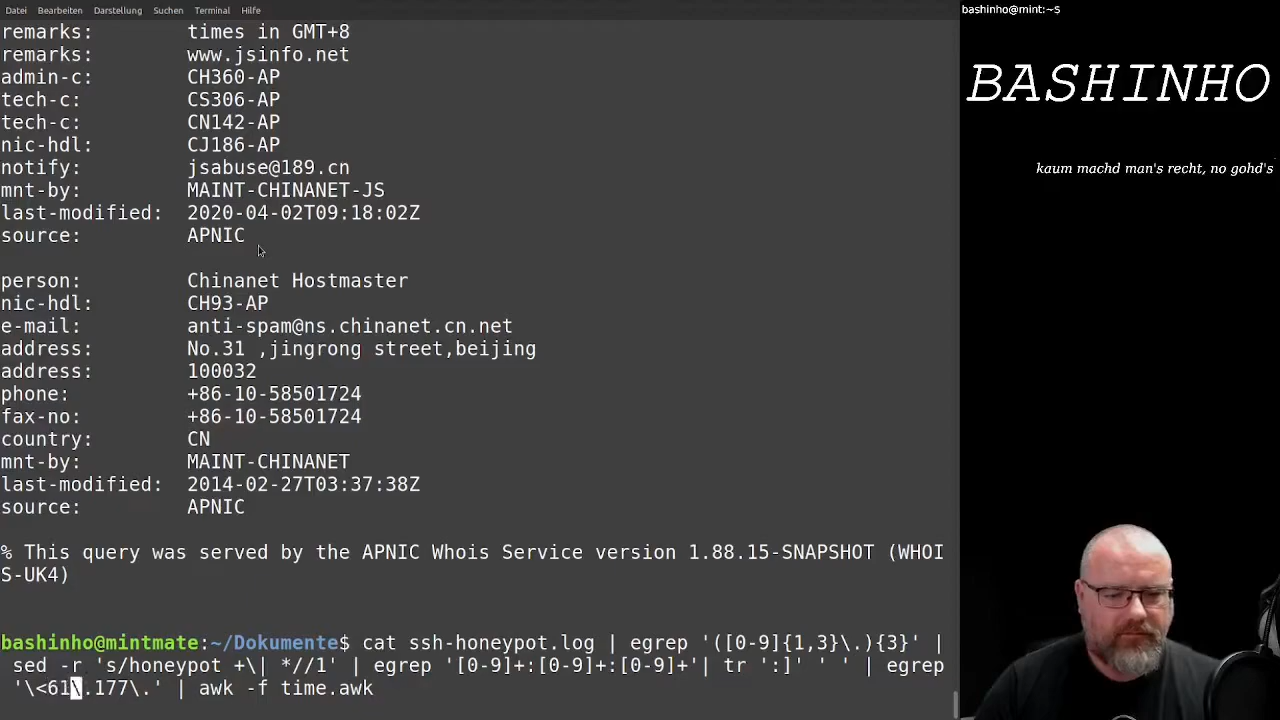 Datei Bearbeiten Darstellung Suchen Terminal Hilfe
remarks: times in GMT+8
remarks: www.jsinfo.net
admin-c: CH360-AP
tech-c: CS306-AP
tech-c: CN142-AP
nic-hdl: CJ186-AP
notify: jsabuse@189.cn
mnt-by: MAINT-CHINANET-JS
last-modified: 2020-04-02T09:18:02Z
source: APNIC
person: Chinanet Hostmaster
nic-hdl: CH93-AP
e-mail: anti-spam@ns.chinanet.cn.net
address: No.31 ,jingrong street,beijing
address: 100032
phone: +86-10-58501724
fax-no: +86-10-58501724
country: CN
mnt-by: MAINT-CHINANET
last-modified: 2014-02-27T03:37:38Z
source: APNIC
% This query was served by the APNIC Whois Service version 1.88.15-SNAPSHOT (WHOI
S-UK4)
bashinho@mintmate:~/Dokumente$ cat ssh-honeypot.log | egrep '([0-9]{1,3}\.){3}' |
sed -r 's/honeypot +\| *//1' | egrep '[0-9]+:[0-9]+:[0-9]+'| tr ':]' ' ' | egrep
'\<61\.177\.' | awk -f time.awk
bashinho@mint:~$
BASHINHO
kaum machd man's recht, no gohd's